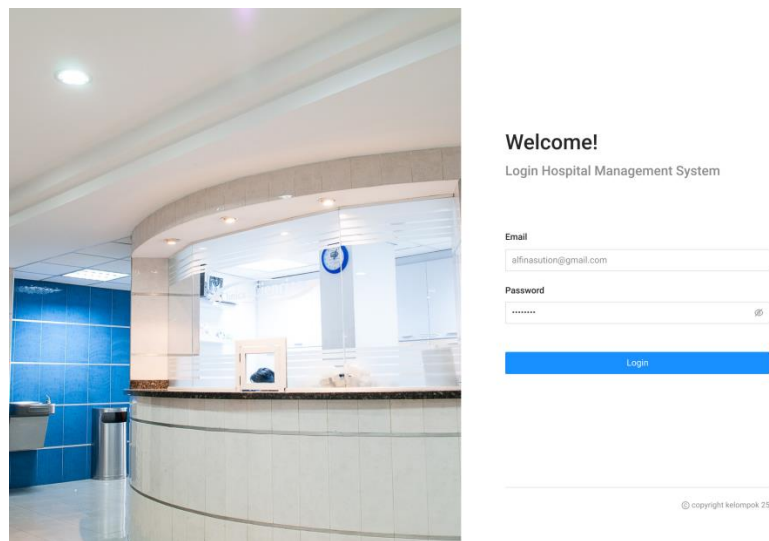 Welcome!
Login Hospital Management System
Email
alfinasution@gmail.com
Password
••••••••
Login
© copyright kelompok 25